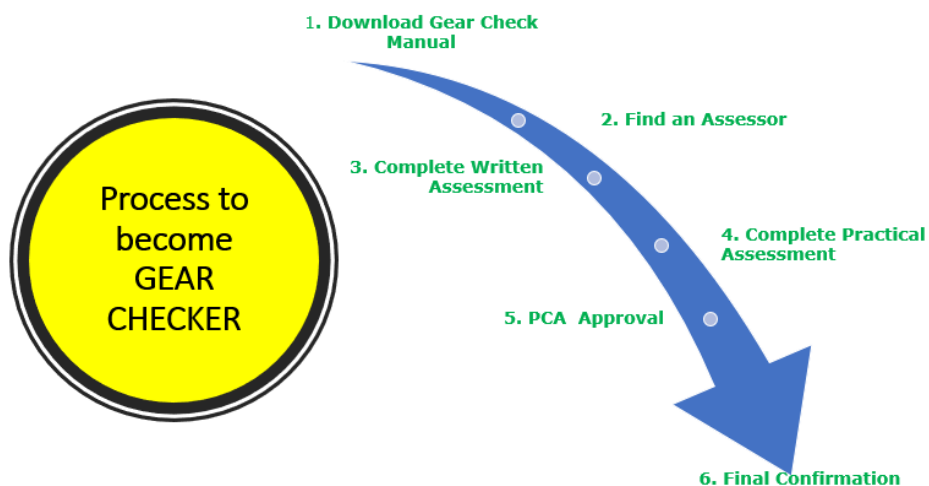 Process to
become
GEAR
CHECKER
1. Download Gear Check
Manual
2. Find an Assessor
3. Complete Written
Assessment
4. Complete Practical
Assessment
5. PCA  Approval
6. Final Confirmation